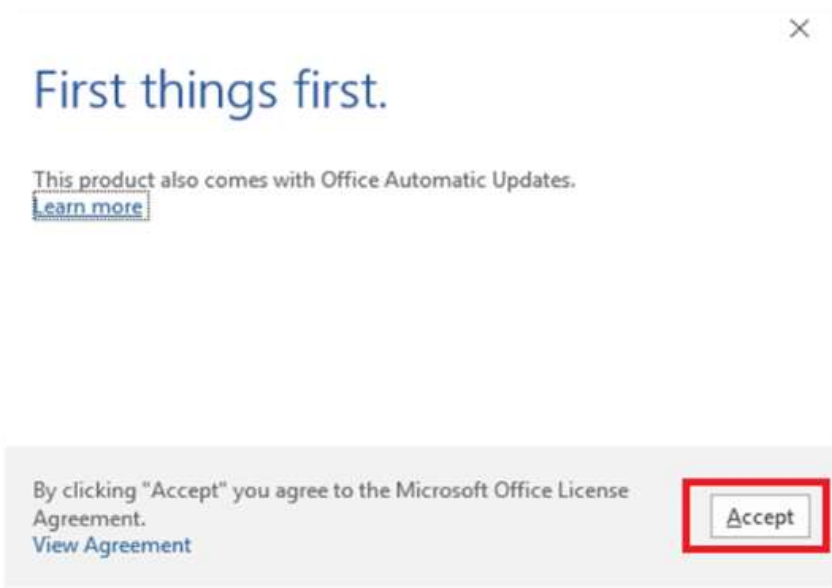 First things first.
This product also comes with Office Automatic Updates.
Learn more
By clicking "Accept" you agree to the Microsoft Office License
Agreement.
View Agreement
Accept